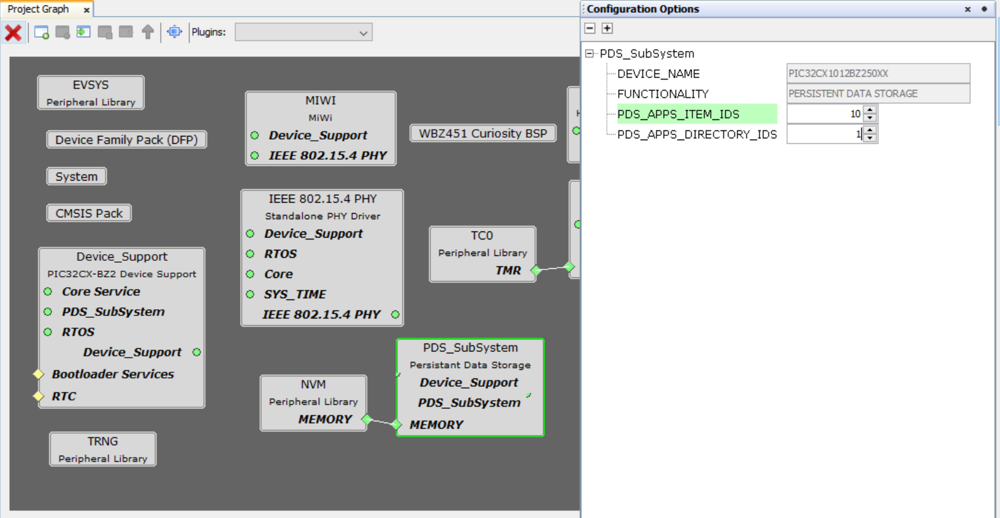 Project Graph
Plugins:
EVSYS
Peripheral Library
Device Family Pack (DFP)
System
CMSIS Pack
Device_Support
PIC32CX-BZ2 Device Support
Core Service
PDS_SubSystem
RTOS
Device_Support
Bootloader Services
RTC
TRNG
Peripheral Library
MIWI
MiWi
Device_Support
IEEE 802.15.4 PHY
IEEE 802.15.4 PHY
Standalone PHY Driver
Device_Support
RTOS
Core
SYS_TIME
IEEE 802.15.4 PHY
NVM
Peripheral Library
MEMORY
WBZ451 Curiosity BSP
TC0
Peripheral Library
TMR
PDS_SubSystem
Persistant Data Storage
Device_Support
PDS_SubSystem
MEMORY
Configuration Options
PDS_SubSystem
DEVICE_NAME PIC32CX1012BZ250XX
FUNCTIONALITY PERSISTENT DATA STORAGE
PDS_APPS_ITEM_IDS 10
PDS_APPS_DIRECTORY_IDS 1